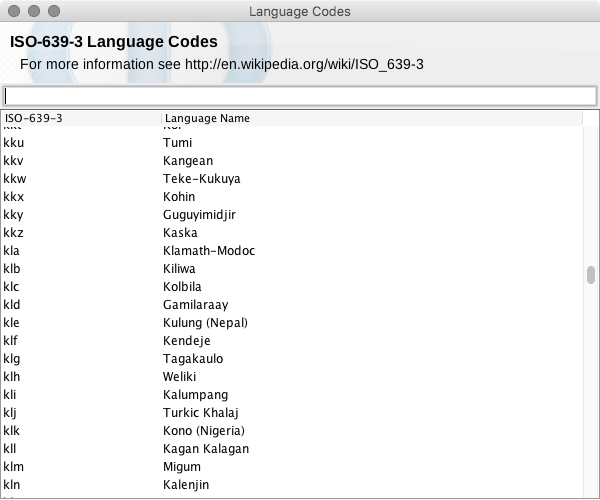 Language Codes
ISO-639-3 Language Codes
For more information see http://en.wikipedia.org/wiki/ISO_639-3
ISO-639-3 Language Name
kku Tumi
kkv Kangean
kkw Teke-Kukuya
kkx Kohin
kky Guguyimidjir
kkz Kaska
kla Klamath-Modoc
klb Kiliwa
klc Kolbila
kld Gamilaraay
kle Kulung (Nepal)
klf Kendeje
klg Tagakaulo
klh Weliki
kli Kalumpang
klj Turkic Khalaj
klk Kono (Nigeria)
kll Kagan Kalagan
klm Migum
kln Kalenjin